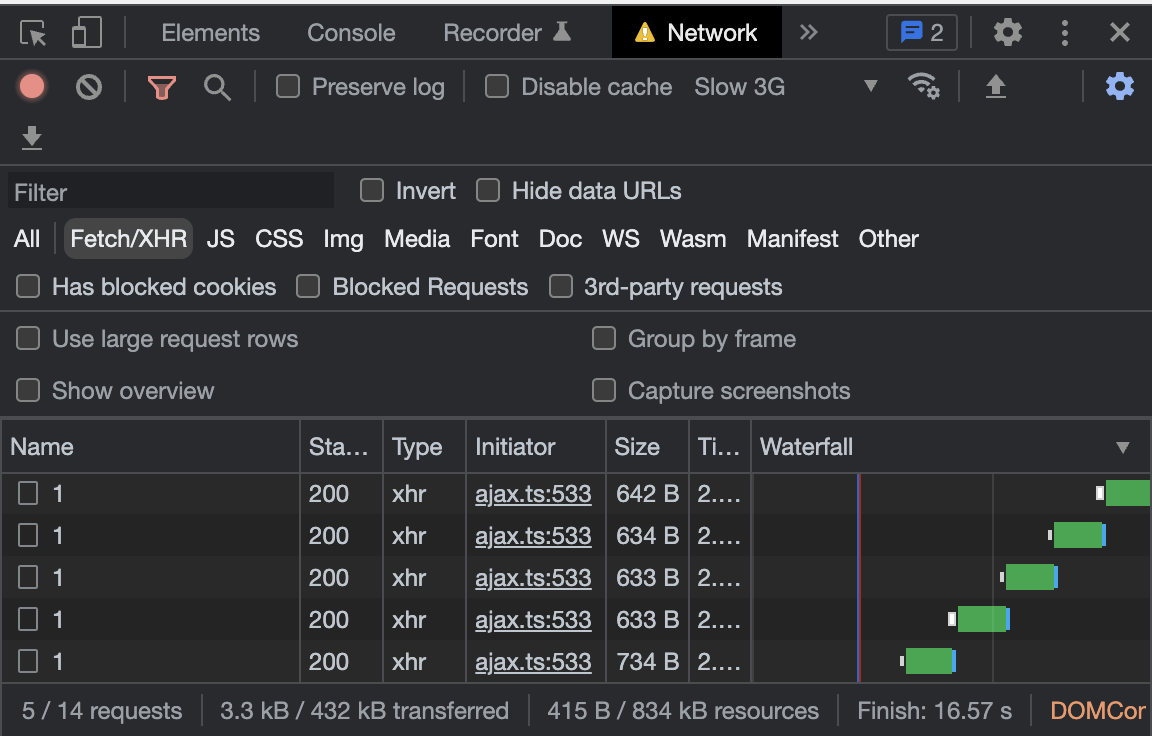 Elements Console Recorder Network 2
Preserve log Disable cache Slow 3G
Filter Invert Hide data URLs
All Fetch/XHR JS CSS Img Media Font Doc WS Wasm Manifest Other
Has blocked cookies Blocked Requests 3rd-party requests
Use large request rows Group by frame
Show overview Capture screenshots
Name Sta... Type Initiator Size Ti... Waterfall
1 200 xhr ajax.ts:533 642 B 2....
1 200 xhr ajax.ts:533 634 B 2....
1 200 xhr ajax.ts:533 633 B 2....
1 200 xhr ajax.ts:533 633 B 2....
1 200 xhr ajax.ts:533 734 B 2....
5 / 14 requests 3.3 kB / 432 kB transferred 415 B / 834 kB resources Finish: 16.57 s DOMCor